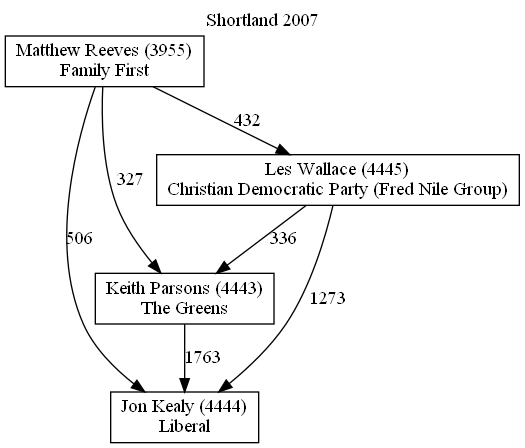 Shortland 2007
Matthew Reeves (3955)
Family First
432
Les Wallace (4445)
Christian Democratic Party (Fred Nile Group)
327
506
336
Keith Parsons (4443)
The Greens
1273
1763
Jon Kealy (4444)
Liberal